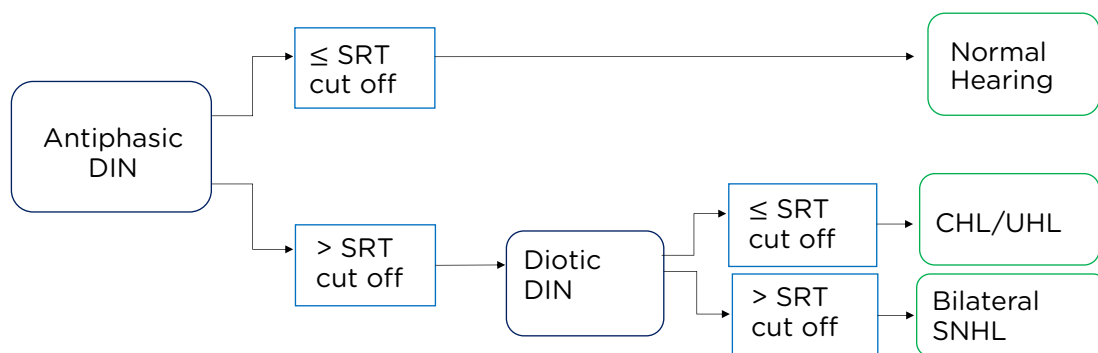 ≤ SRT
cut off
Normal
Hearing
Antiphasic
DIN
> SRT
cut off
Diotic
DIN
≤ SRT
cut off
CHL/UHL
> SRT
cut off
Bilateral
SNHL